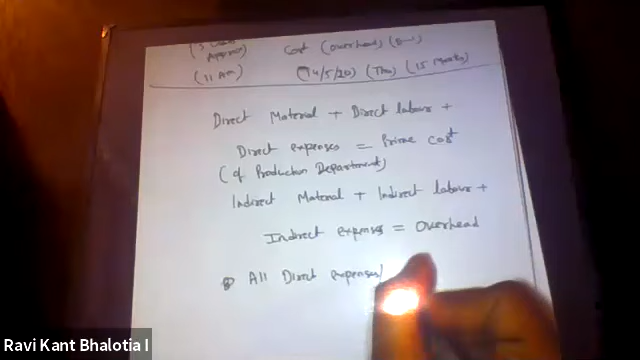 Cost (overhead)
(11 Am) (14/5/20) (Thu) (15 Marks)
Direct Material + Direct labour +
Direct expenses = Prime cost
(of Production Department)
Indirect Material + Indirect labour +
Indirect expenses = Overhead
All Direct expenses/
Ravi Kant Bhalotia I